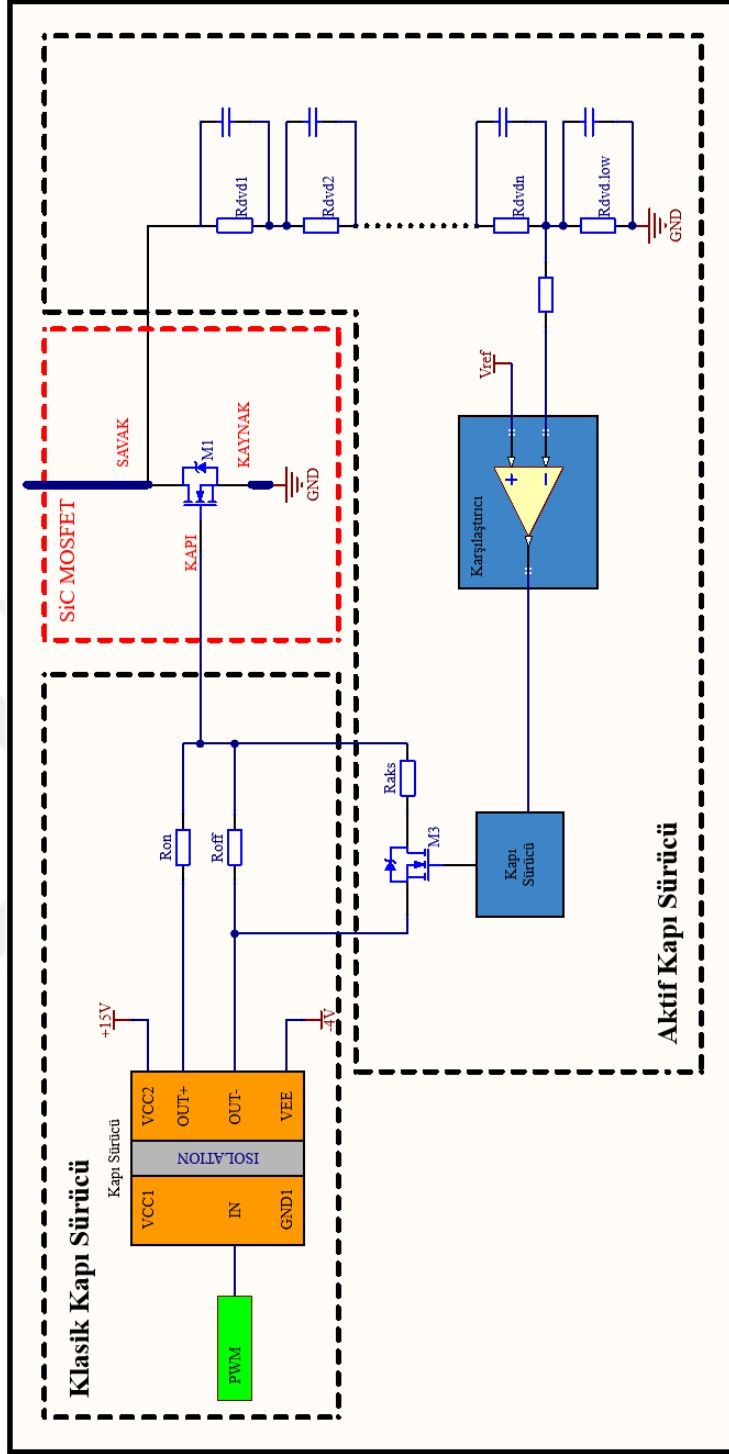 Klasik Kapı Sürücü
PWM
Kapı Sürücü
VCC1
IN
GND1
ISOLATION
VCC2
OUT+
OUT-
VEE
+15V
-4V
Ron
Roff
SiC MOSFET
SAVAK
KAPI
M1
KAYNAK
GND
Aktif Kapı Sürücü
Raks
M3
Kapı
Sürücü
Karşılaştırıcı
+
-
Vref
Rdvd1
Rdvd2
Rdvdn
Rdvd.low
GND